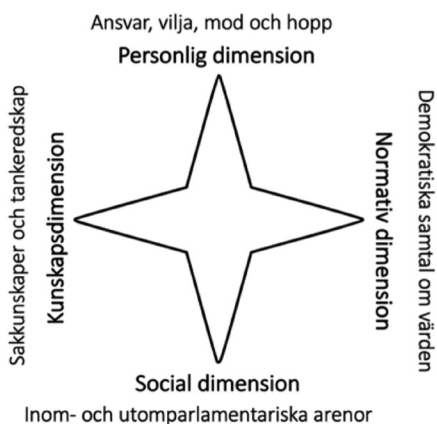 Ansvar, vilja, mod och hopp
Personlig dimension
Sakkunskaper och tankeredskap
Kunskapsdimension
Normativ dimension
Demokratiska samtal om värden
Social dimension
Inom- och utomparlamentariska arenor